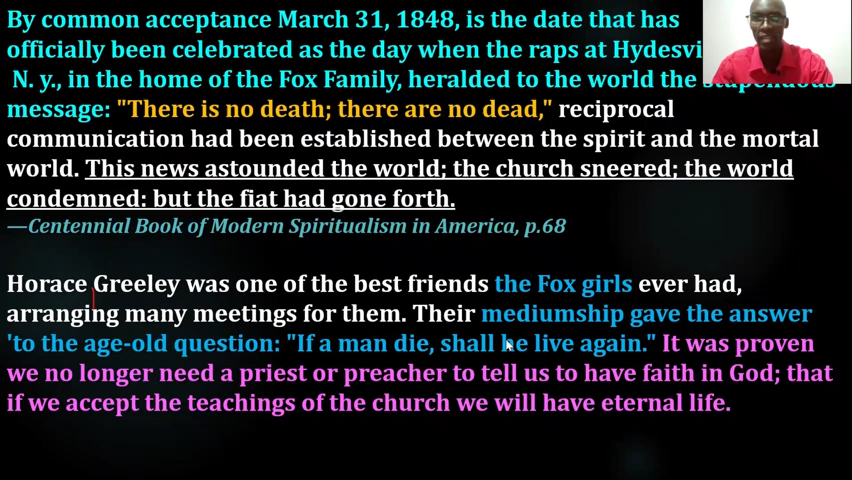 By common acceptance March 31, 1848, is the date that has
officially been celebrated as the day when the raps at Hydesvi
N. y., in the home of the Fox Family, heralded to the world the stupendous
message: "There is no death; there are no dead," reciprocal
communication had been established between the spirit and the mortal
world. This news astounded the world; the church sneered; the world
condemned: but the fiat had gone forth.
—Centennial Book of Modern Spiritualism in America, p.68
Horace Greeley was one of the best friends the Fox girls ever had,
arranging many meetings for them. Their mediumship gave the answer
'to the age-old question: "If a man die, shall he live again." It was proven
we no longer need a priest or preacher to tell us to have faith in God; that
if we accept the teachings of the church we will have eternal life.